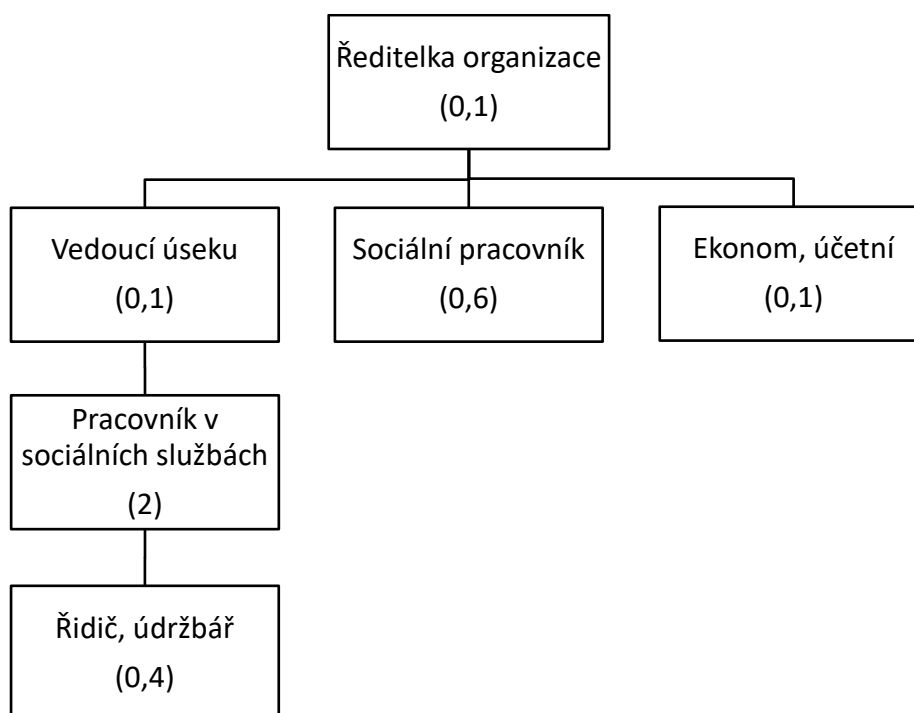 Ředitelka organizace
(0,1)
Vedoucí úseku
(0,1)
Sociální pracovník
(0,6)
Ekonom, účetní
(0,1)
Pracovník v
sociálních službách
(2)
Řidič, údržbář
(0,4)